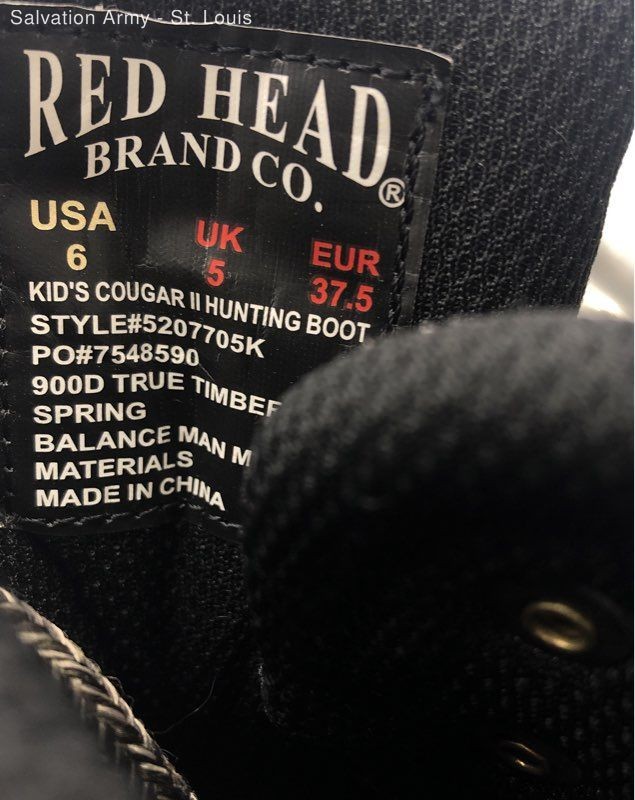 Salvation Army - St. Louis
RED HEAD
BRAND CO.®
USA UK EUR
6 5 37.5
KID'S COUGAR II HUNTING BOOT
STYLE#5207705K
PO#7548590
900D TRUE TIMBER
SPRING
BALANCE MAN M
MATERIALS
MADE IN CHINA